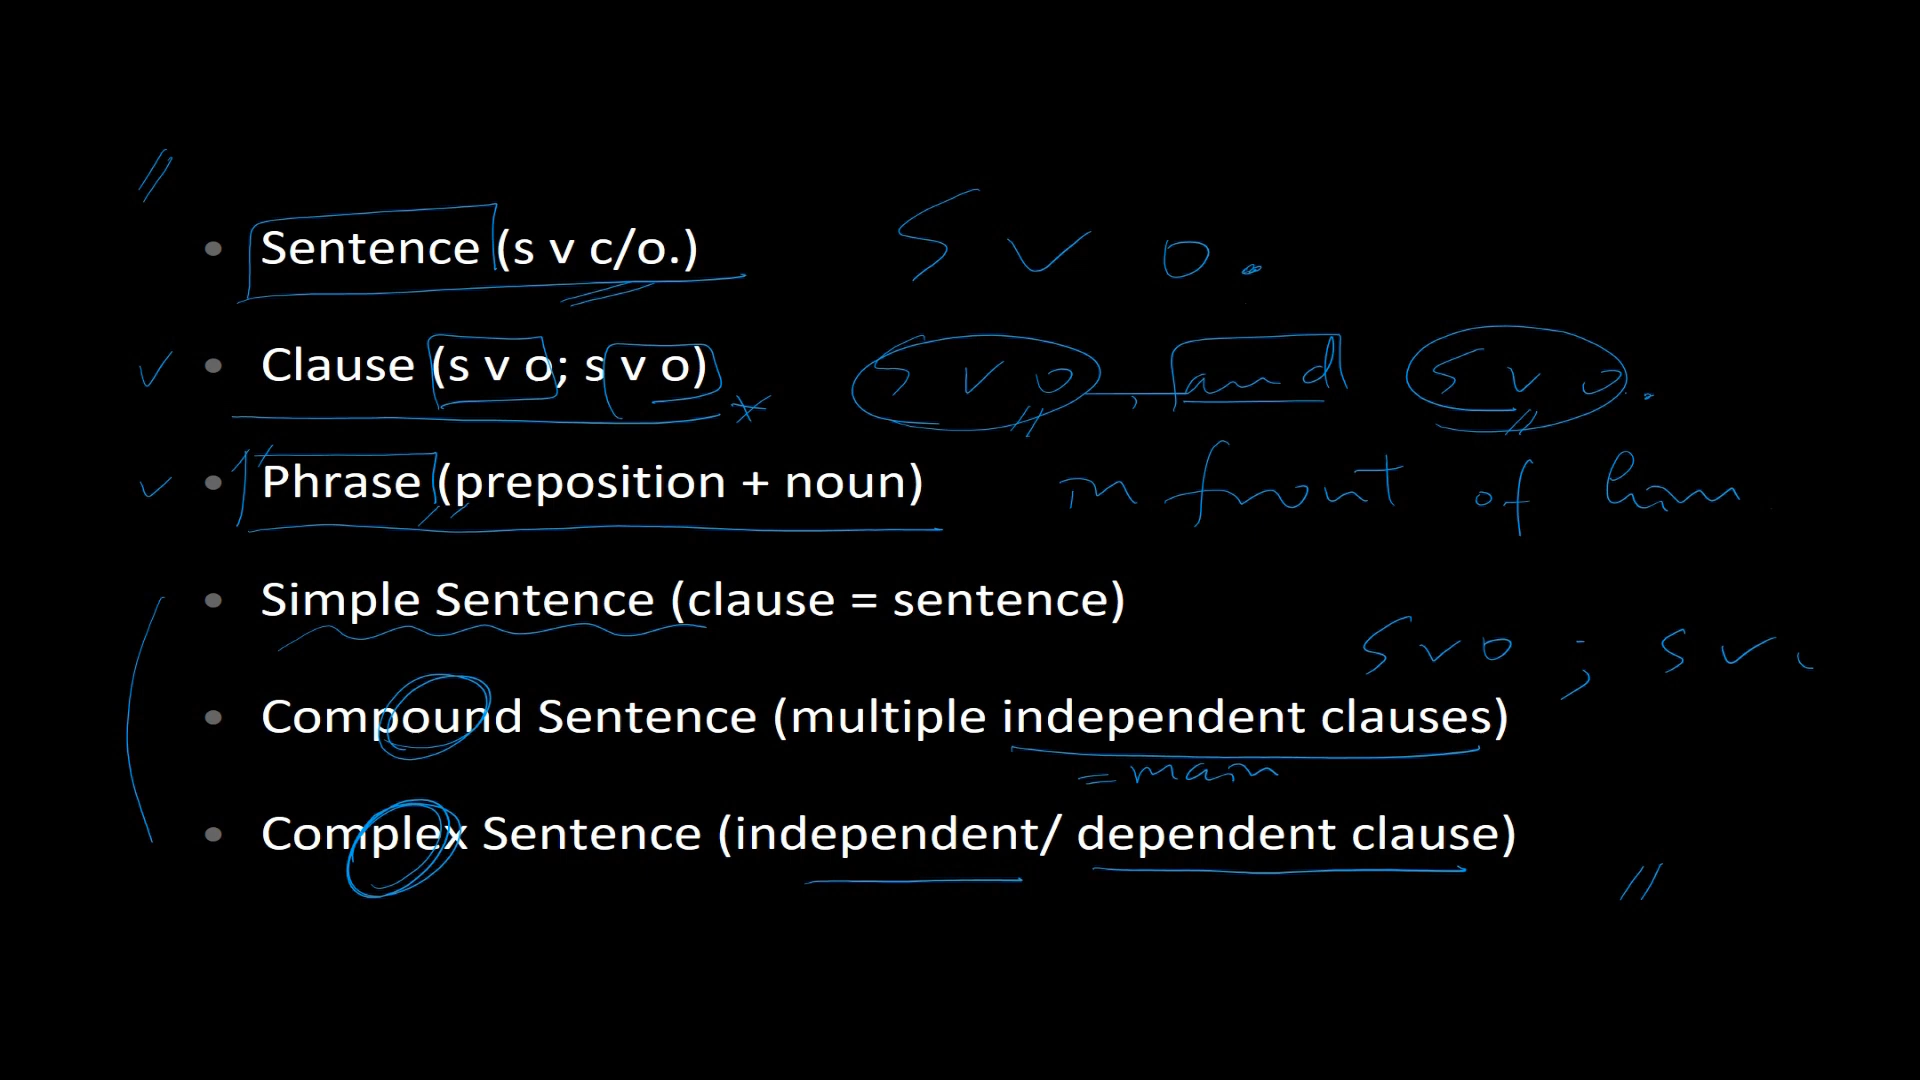 • Sentence (s v c/o.) S v o.
• Clause (s v o; s v o) s v o, and s v o.
• Phrase (preposition + noun) in front of
• Simple Sentence (clause = sentence)
s v o ; s v
• Compound Sentence (multiple independent clauses)
= main
• Complex Sentence (independent/ dependent clause)